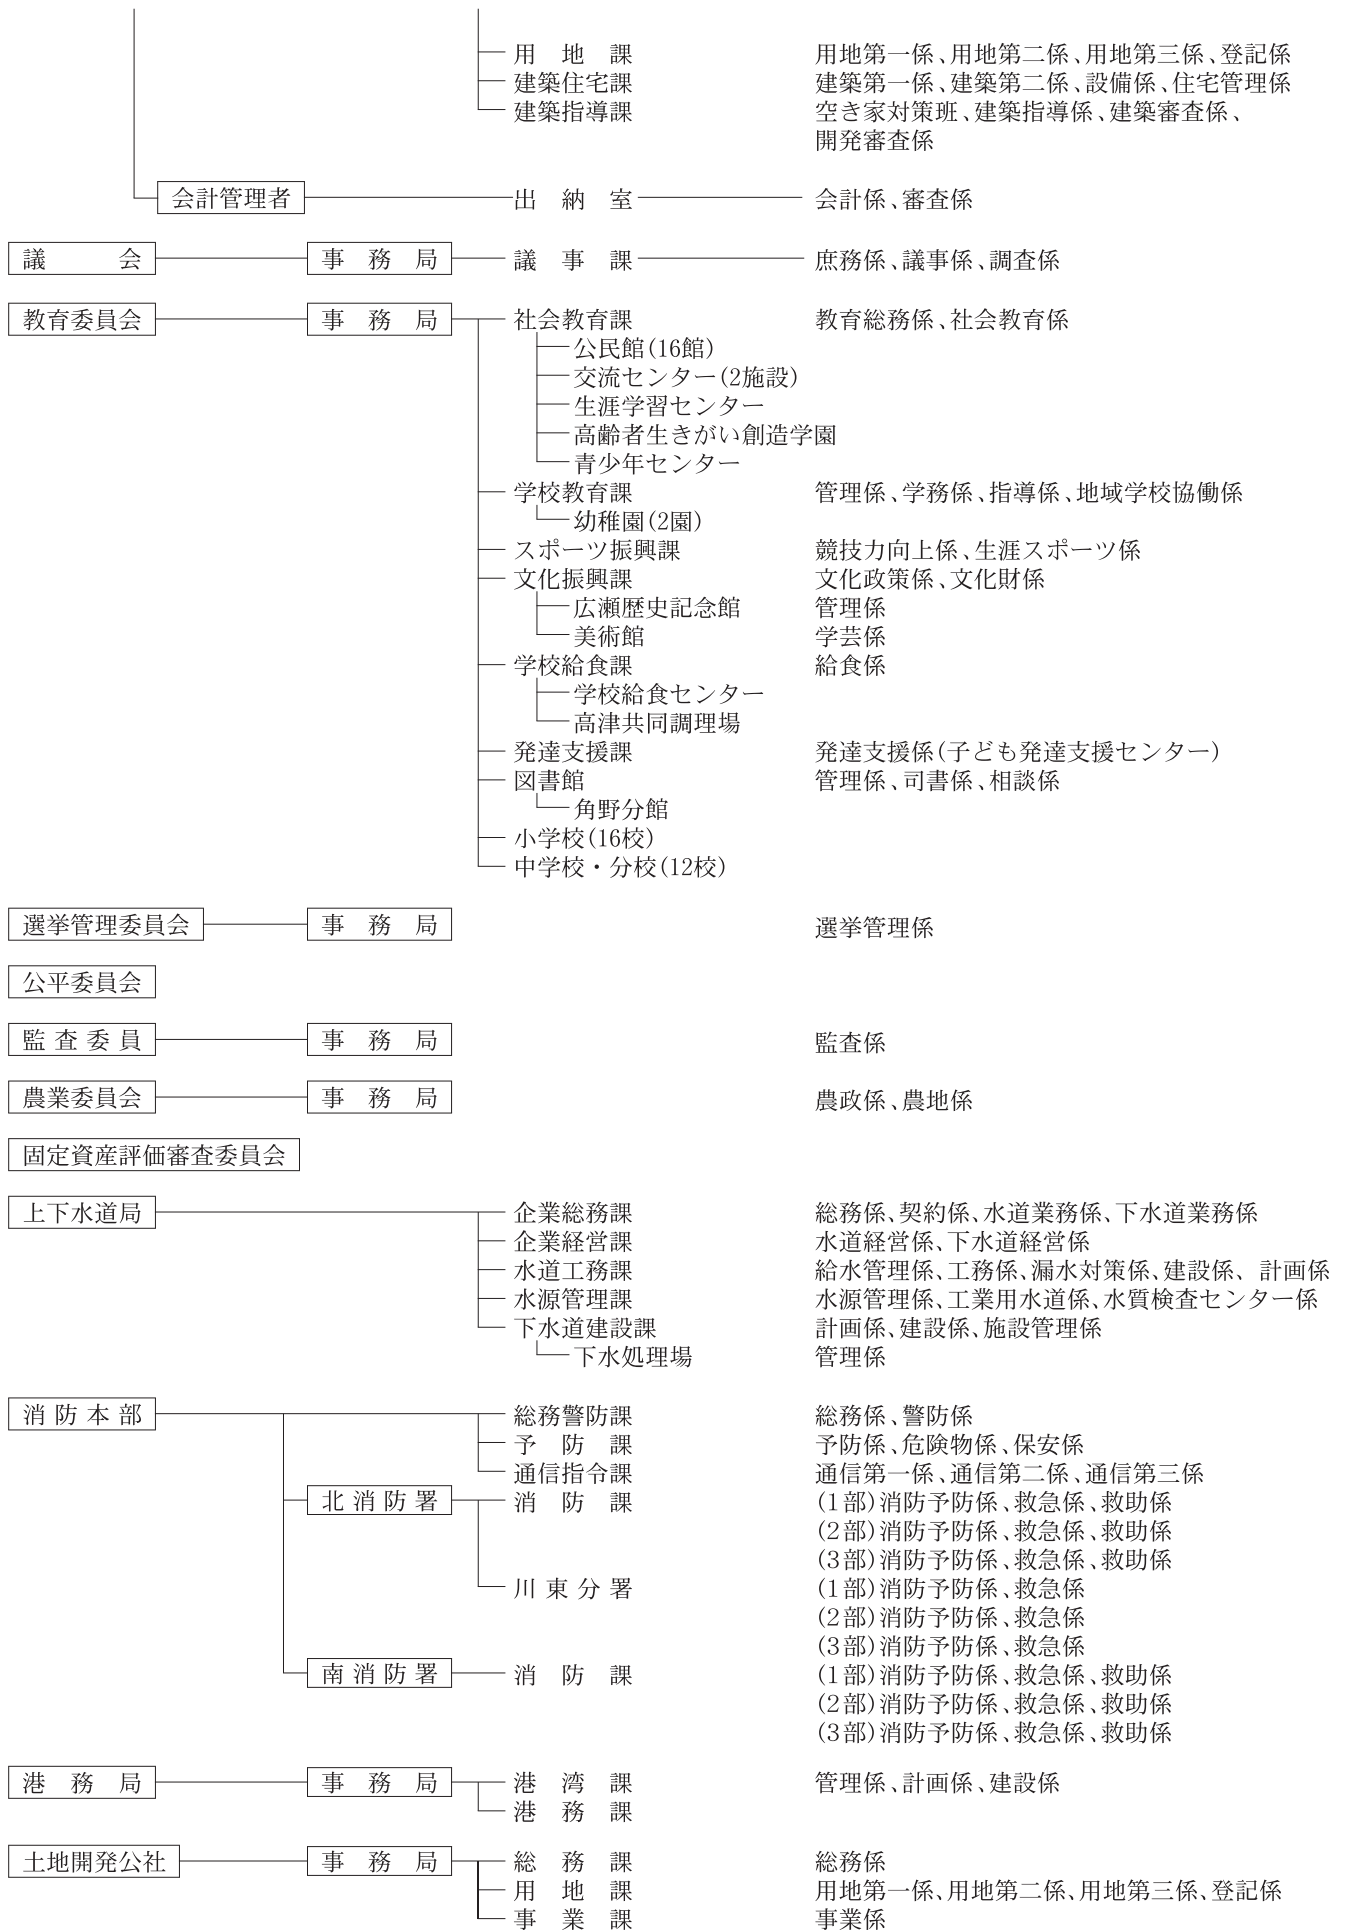 用地課 用地第一係、用地第二係、用地第三係、登記係
建築住宅課 建築第一係、建築第二係、設備係、住宅管理係
建築指導課 空き家対策班、建築指導係、建築審査係、
開発審査係
会計管理者 出納室 会計係、審査係
議会 事務局 議事課 庶務係、議事係、調査係
教育委員会 事務局 社会教育課 教育総務係、社会教育係
公民館(16館)
交流センター(2施設)
生涯学習センター
高齢者生きがい創造学園
青少年センター
学校教育課 管理係、学務係、指導係、地域学校協働係
幼稚園(2園)
スポーツ振興課 競技力向上係、生涯スポーツ係
文化振興課 文化政策係、文化財係
広瀬歴史記念館 管理係
美術館 学芸係
学校給食課 給食係
学校給食センター
高津共同調理場
発達支援課 発達支援係(子ども発達支援センター)
図書館 管理係、司書係、相談係
角野分館
小学校(16校)
中学校・分校(12校)
選挙管理委員会 事務局 選挙管理係
公平委員会
監査委員 事務局 監査係
農業委員会 事務局 農政係、農地係
固定資産評価審査委員会
上下水道局 企業総務課 総務係、契約係、水道業務係、下水道業務係
企業経営課 水道経営係、下水道経営係
水道工務課 給水管理係、工務係、漏水対策係、建設係、計画係
水源管理課 水源管理係、工業用水道係、水質検査センター係
下水道建設課 計画係、建設係、施設管理係
下水処理場 管理係
消防本部 総務警防課 総務係、警防係
予防課 予防係、危険物係、保安係
通信指令課 通信第一係、通信第二係、通信第三係
北消防署 消防課 (1部)消防予防係、救急係、救助係
(2部)消防予防係、救急係、救助係
(3部)消防予防係、救急係、救助係
川東分署 (1部)消防予防係、救急係
(2部)消防予防係、救急係
(3部)消防予防係、救急係
南消防署 消防課 (1部)消防予防係、救急係、救助係
(2部)消防予防係、救急係、救助係
(3部)消防予防係、救急係、救助係
港務局 事務局 港湾課 管理係、計画係、建設係
港務課
土地開発公社 事務局 総務課 総務係
用地課 用地第一係、用地第二係、用地第三係、登記係
事業課 事業係